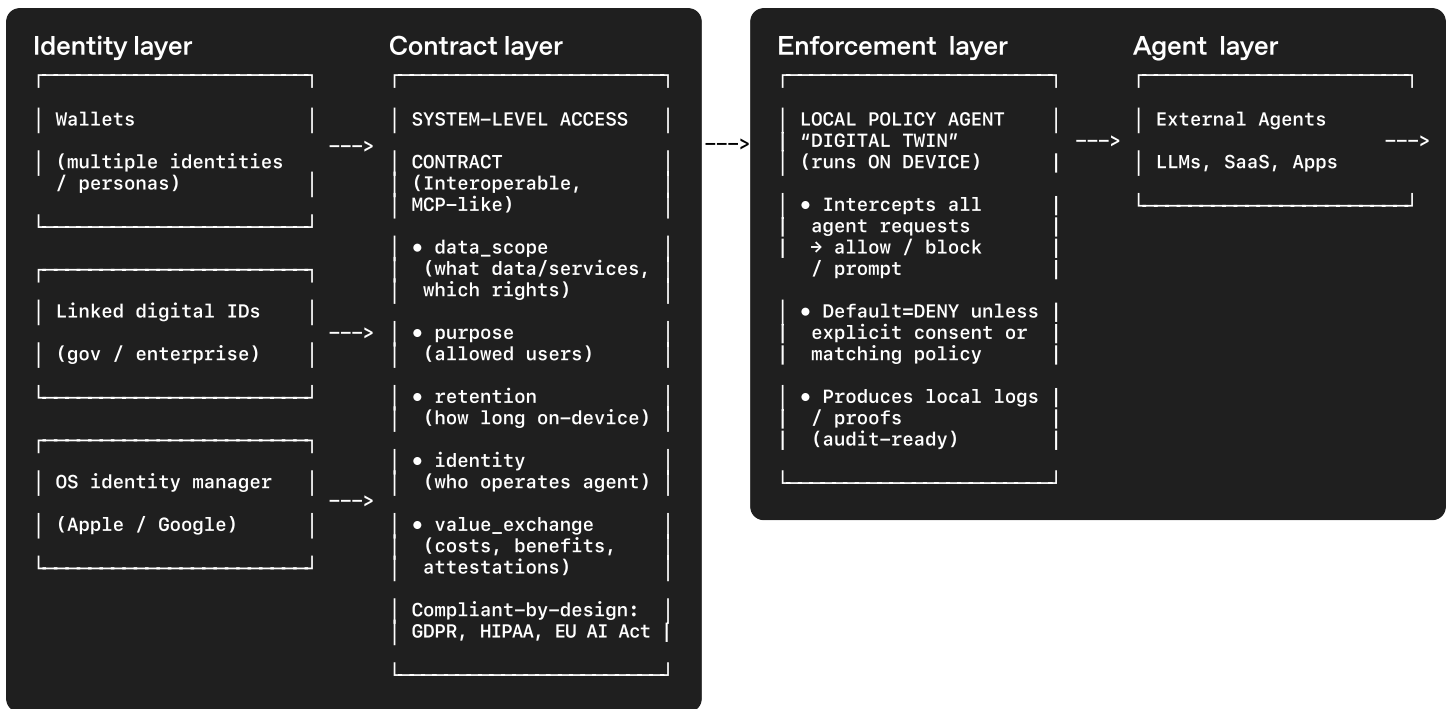 Identity layer
Wallets
(multiple identities
/ personas)
--->
Linked digital IDs
(gov / enterprise)
--->
OS identity manager
(Apple / Google)
--->
Contract layer
SYSTEM-LEVEL ACCESS
CONTRACT
(Interoperable,
MCP-like)
● data_scope
(what data/services,
which rights)
● purpose
(allowed users)
● retention
(how long on-device)
● identity
(who operates agent)
● value_exchange
(costs, benefits,
attestations)
Compliant-by-design:
GDPR, HIPAA, EU AI Act
--->
Enforcement layer
LOCAL POLICY AGENT
“DIGITAL TWIN”
(runs ON DEVICE)
● Intercepts all
agent requests
→ allow / block
/ prompt
● Default=DENY unless
explicit consent or
matching policy
● Produces local logs
/ proofs
(audit-ready)
--->
Agent layer
External Agents
LLMs, SaaS, Apps
--->